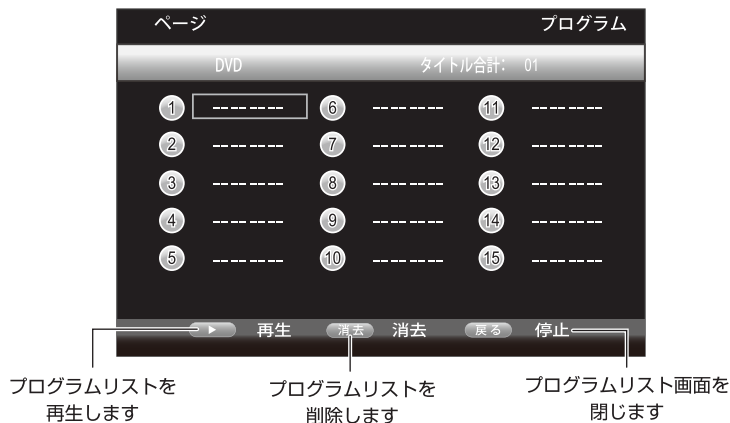 ページ プログラム
DVD タイトル合計： 01
1 -- -- -- -- 6 -- -- -- -- 11 -- -- -- --
2 -- -- -- -- 7 -- -- -- -- 12 -- -- -- --
3 -- -- -- -- 8 -- -- -- -- 13 -- -- -- --
4 -- -- -- -- 9 -- -- -- -- 14 -- -- -- --
5 -- -- -- -- 10 -- -- -- -- 15 -- -- -- --
▶ 再生 消去 消去 戻る 停止
プログラムリストを
再生します
プログラムリストを
削除します
プログラムリスト画面を
閉じます